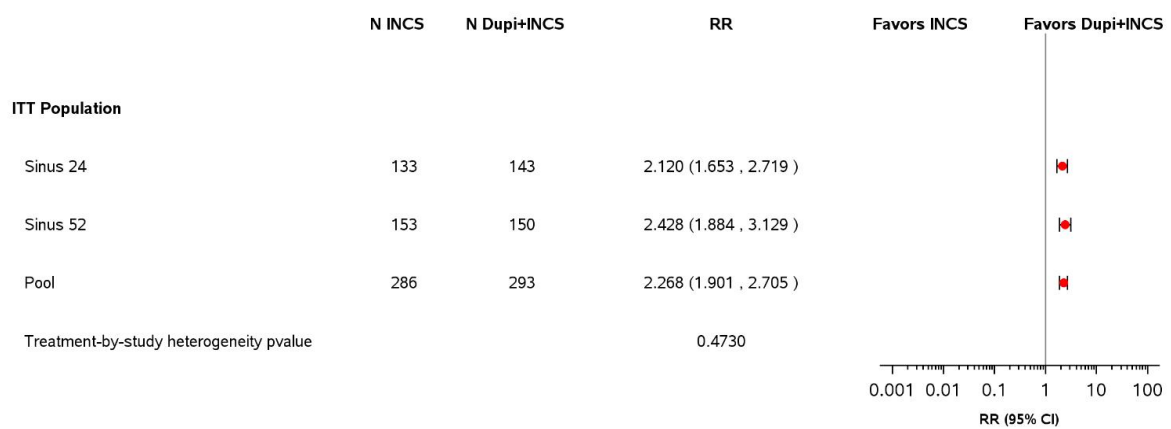 N INCS N Dupi+INCS RR Favors INCS Favors Dupi+INCS
ITT Population
Sinus 24 133 143 2.120 (1.653 , 2.719 )
Sinus 52 153 150 2.428 (1.884 , 3.129 )
Pool 286 293 2.268 (1.901 , 2.705 )
Treatment-by-study heterogeneity pvalue 0.4730
0.001 0.01 0.1 1 10 100
RR (95% CI)